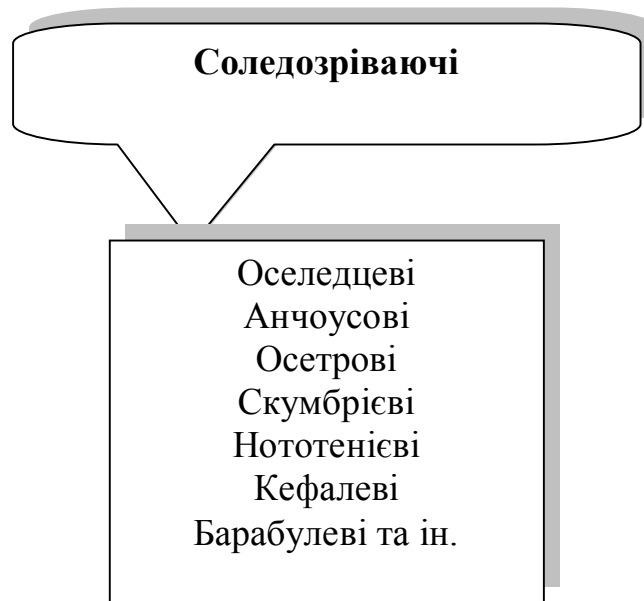 Соледозріваючі
Оселедцеві
Анчоусові
Осетрові
Скумбрієві
Нототенієві
Кефалеві
Барабулеві та ін.